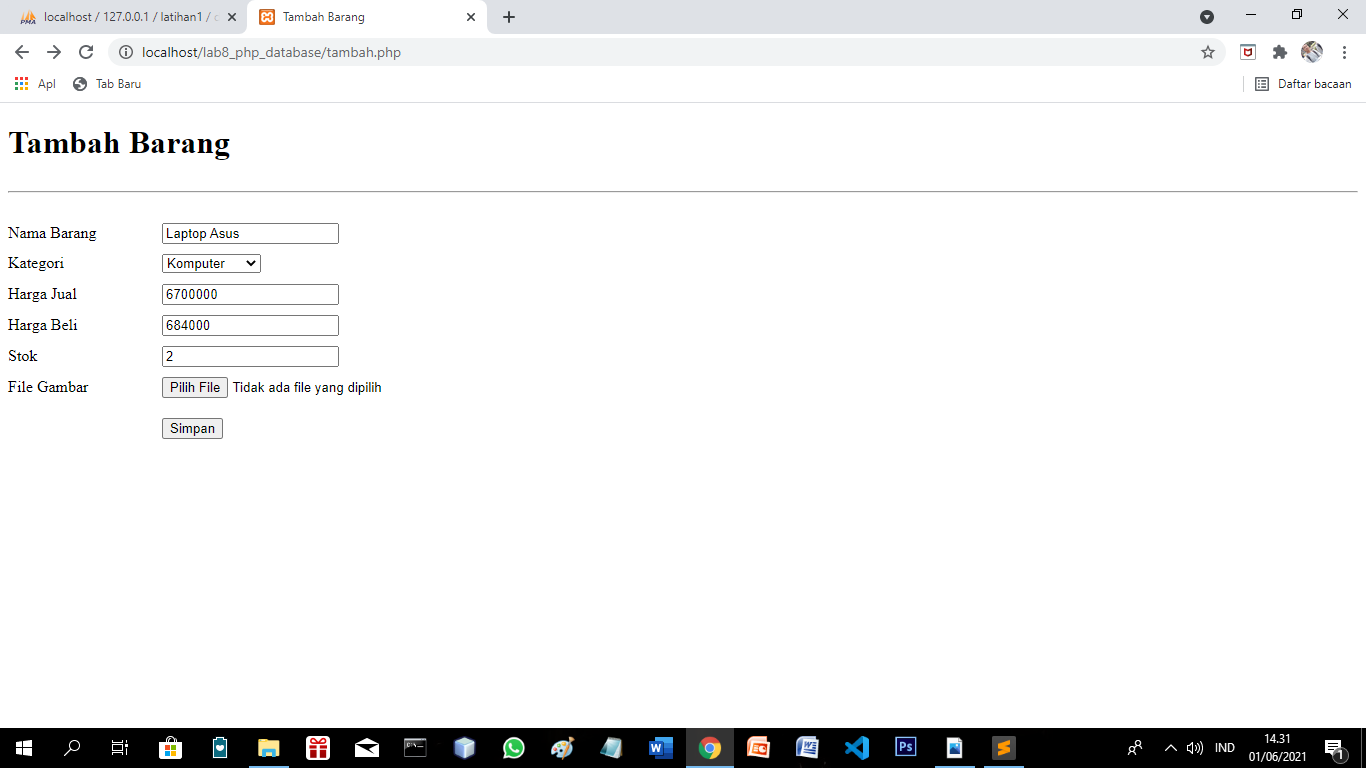 localhost / 127.0.0.1 / latihan1 /
Tambah Barang
localhost/lab8_php_database/tambah.php
Apl
Tab Baru
Daftar bacaan
Tambah Barang
Nama Barang Laptop Asus
Kategori Komputer
Harga Jual 6700000
Harga Beli 684000
Stok 2
File Gambar Pilih File Tidak ada file yang dipilih
Simpan
IND
14.31
01/06/2021
1